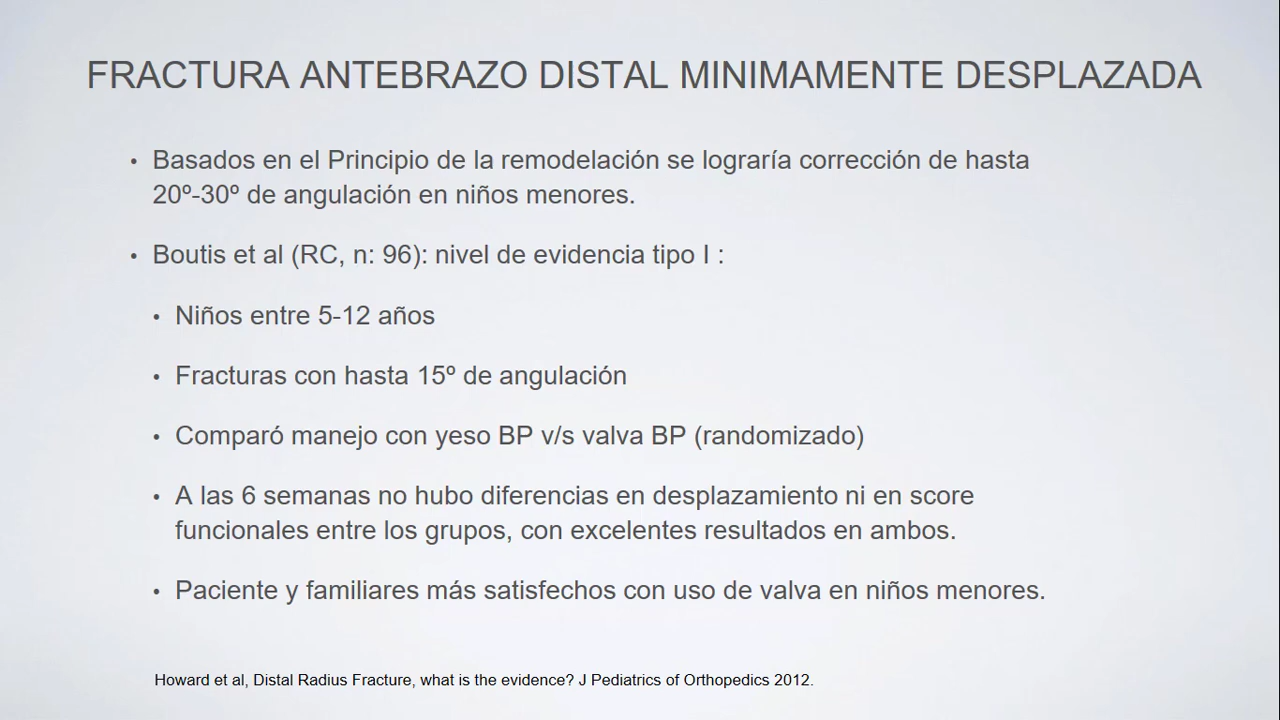 FRACTURA ANTEBRAZO DISTAL MINIMAMENTE DESPLAZADA
• Basados en el Principio de la remodelación se lograría corrección de hasta
20º-30º de angulación en niños menores.
• Boutis et al (RC, n: 96): nivel de evidencia tipo I :
• Niños entre 5-12 años
• Fracturas con hasta 15º de angulación
• Comparó manejo con yeso BP v/s valva BP (randomizado)
• A las 6 semanas no hubo diferencias en desplazamiento ni en score
funcionales entre los grupos, con excelentes resultados en ambos.
• Paciente y familiares más satisfechos con uso de valva en niños menores.
Howard et al, Distal Radius Fracture, what is the evidence? J Pediatrics of Orthopedics 2012.